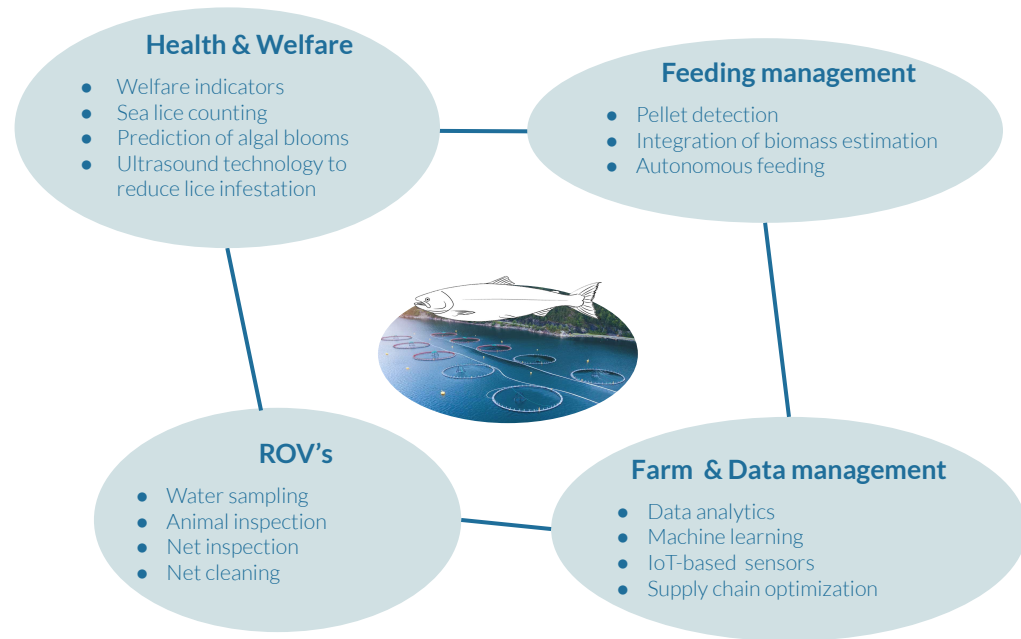 Health & Welfare
● Welfare indicators
● Sea lice counting
● Prediction of algal blooms
● Ultrasound technology to
reduce lice infestation
Feeding management
● Pellet detection
● Integration of biomass estimation
● Autonomous feeding
ROV's
● Water sampling
● Animal inspection
● Net inspection
● Net cleaning
Farm & Data management
● Data analytics
● Machine learning
● IoT-based sensors
● Supply chain optimization